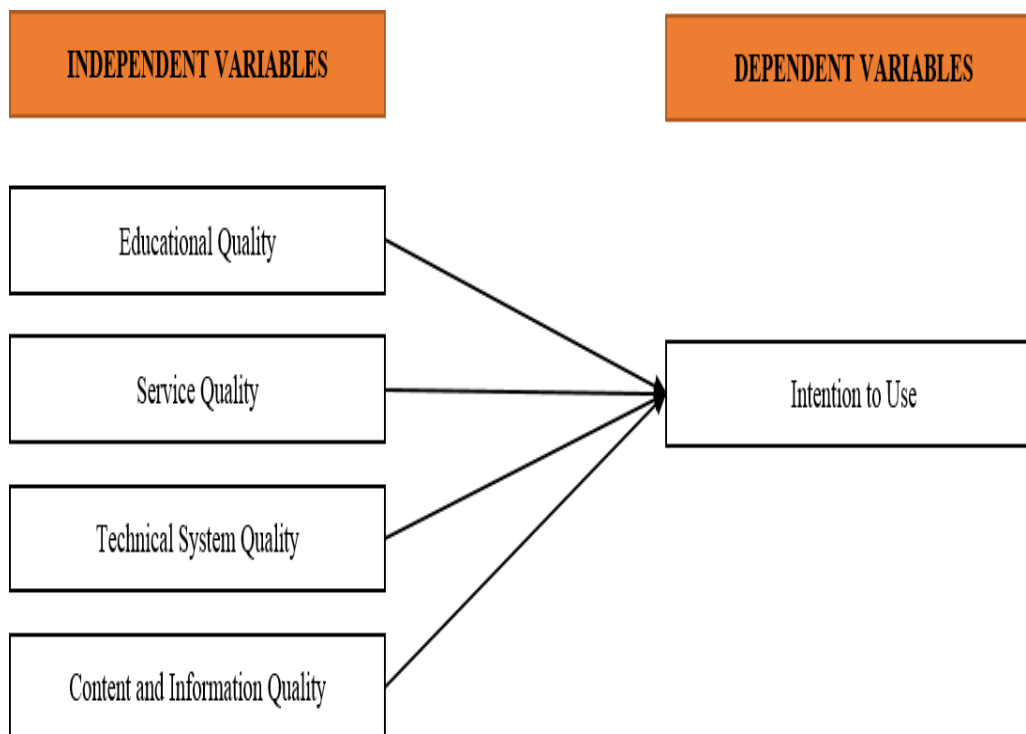 INDEPENDENT VARIABLES
DEPENDENT VARIABLES
Educational Quality
Service Quality
Intention to Use
Technical System Quality
Content and Information Quality